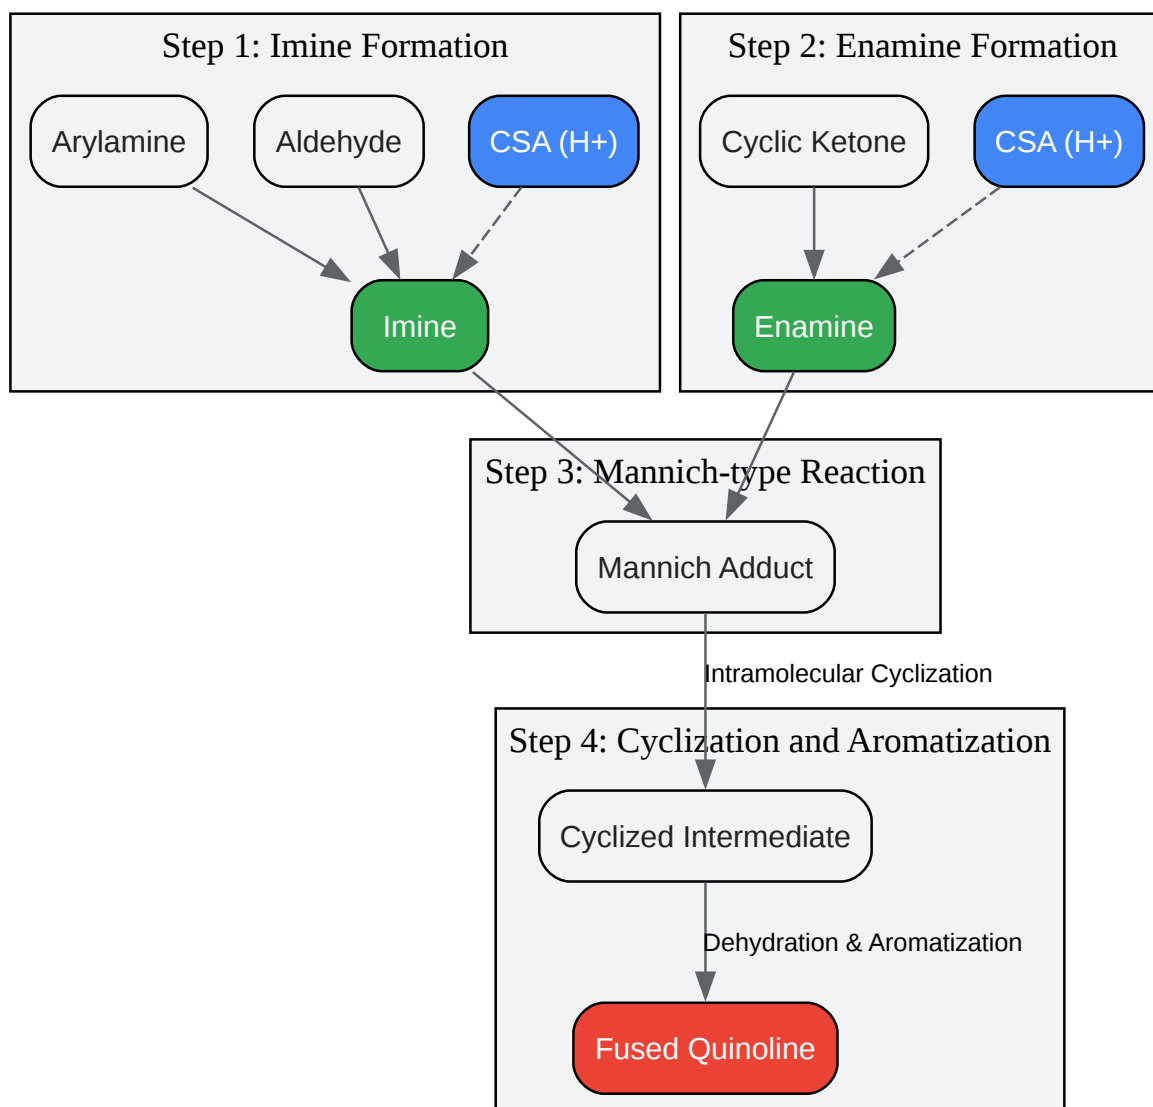 Step 1: Imine Formation
Arylamine
Aldehyde
CSA (H+)
Imine
Step 2: Enamine Formation
Cyclic Ketone
CSA (H+)
Enamine
Step 3: Mannich-type Reaction
Mannich Adduct
Intramolecular Cyclization
Step 4: Cyclization and Aromatization
Cyclized Intermediate
Dehydration & Aromatization
Fused Quinoline